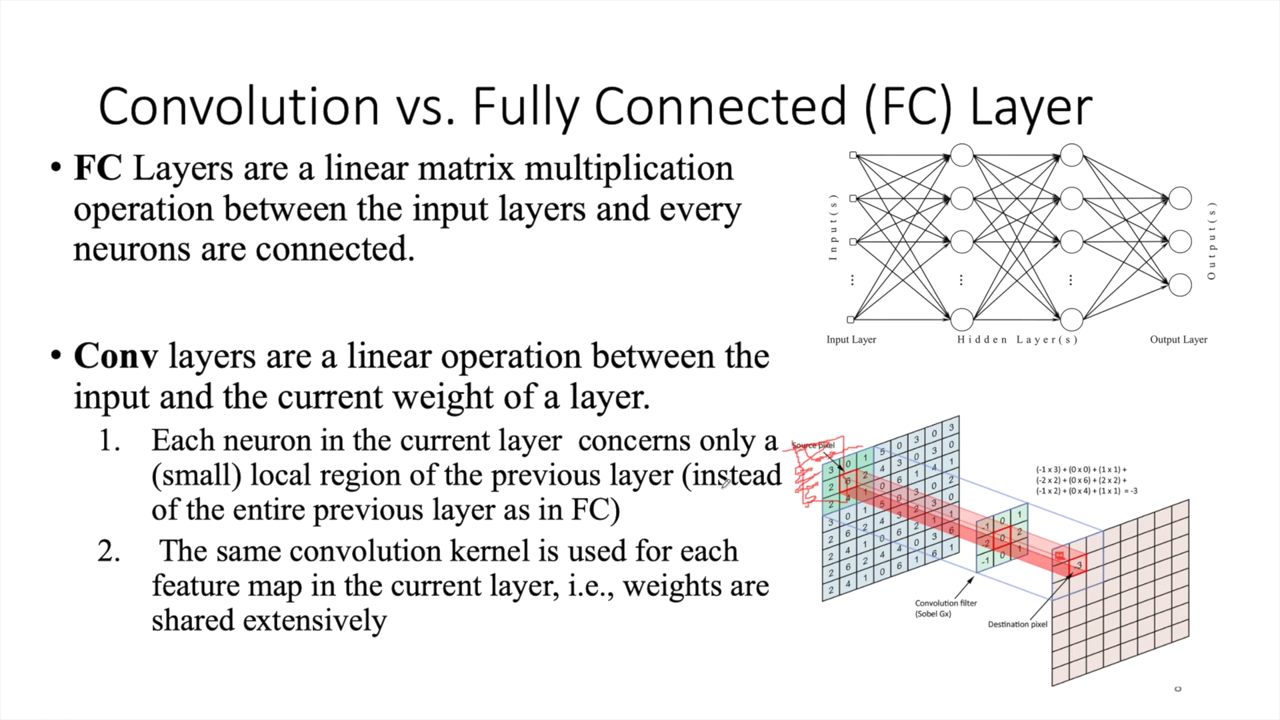 Convolution vs. Fully Connected (FC) Layer
• FC Layers are a linear matrix multiplication
operation between the input layers and every
neurons are connected.
• Conv layers are a linear operation between the
input and the current weight of a layer.
1. Each neuron in the current layer concerns only a
(small) local region of the previous layer (instead
of the entire previous layer as in FC)
2. The same convolution kernel is used for each
feature map in the current layer, i.e., weights are
shared extensively
Input(s)
Output(s)
Input Layer
Hidden Layer(s)
Output Layer
Source pixel
(-1 x 3) + (0 x 0) + (1 x 1) +
(-2 x 2) + (0 x 6) + (2 x 2) +
(-1 x 2) + (0 x 4) + (1 x 1) = -3
Convolution filter
(Sobel Gx)
Destination pixel